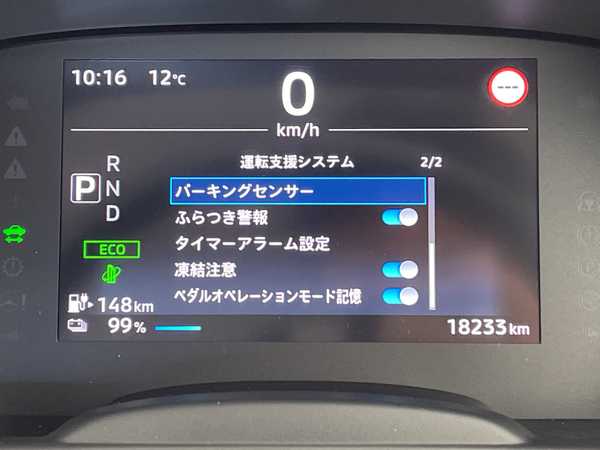 10:16 12℃
0
km/h
運転支援システム 2/2
R
N
P
D
パーキングセンサー
ふらつき警報
タイマーアラーム設定
凍結注意
ペダルオペレーションモード記憶
ECO
148km
99%
18233km